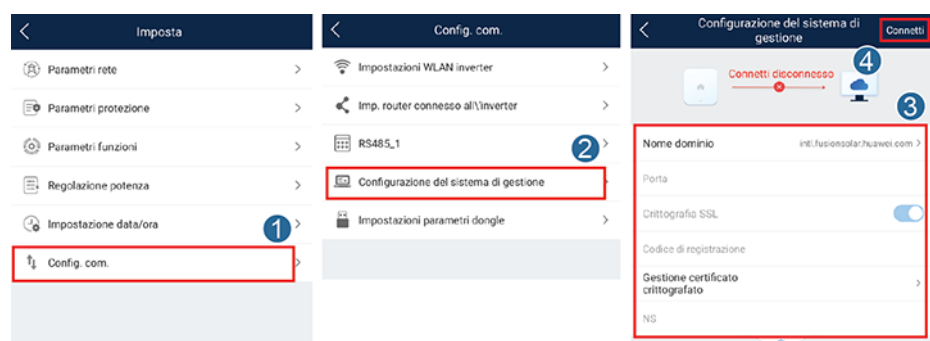 Imposta
Parametri rete
Parametri protezione
Parametri funzioni
Regolazione potenza
Impostazione data/ora
1
Config. com.
Config. com.
Impostazioni WLAN inverter
Imp. router connesso all\'inverter
RS485_1
2
Configurazione del sistema di gestione
Impostazioni parametri dongle
Configurazione del sistema di
gestione
Connetti
4
Connetti disconnesso
3
Nome dominio intl.fusionsolar.huawei.com
Porta
Crittografia SSL
Codice di registrazione
Gestione certificato
crittografato
NS